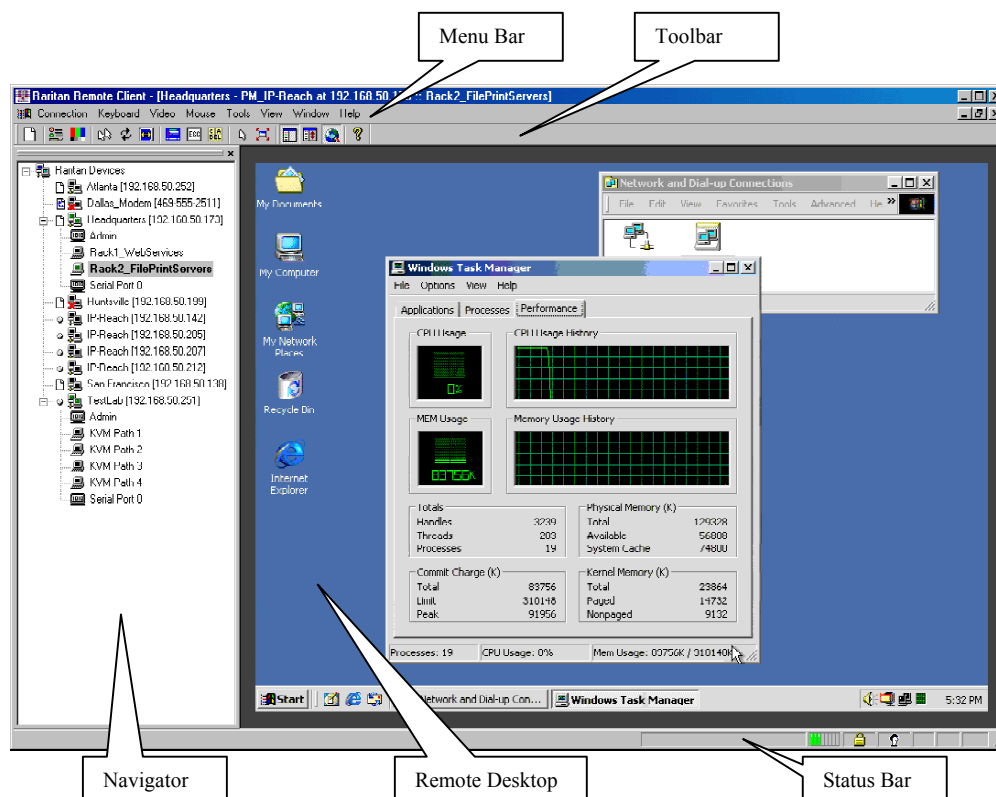 Menu Bar
Toolbar
Raritan Remote Client - [Headquarters - PM_IP-Reach at 192.168.50.1 :: Rack2_FilePrintServers]
Connection Keyboard Video Mouse Tools View Window Help
Raritan Devices
Atlanta [192.168.50.252]
Dallas_Modem [469-555-2511]
Headquarters [192.168.50.173]
Admin
Rack1_WebServices
Rack2_FilePrintServers
Serial Port 0
Huntsville [192.168.50.199]
IP-Reach [192.168.50.142]
IP-Reach [192.168.50.205]
IP-Reach [192.168.50.207]
IP-Reach [192.168.50.212]
San Francisco [192.168.50.138]
TestLab [192.168.50.251]
Admin
KVM Path 1
KVM Path 2
KVM Path 3
KVM Path 4
Serial Port 0
My Documents
My Computer
My Network
Places
Recycle Bin
Internet
Explorer
Network and Dial-up Connections
File Edit View Favorites Tools Advanced He »
Windows Task Manager
File Options View Help
Applications Processes Performance
CPU Usage
CPU Usage History
0%
MEM Usage
Memory Usage History
83756K
Totals
Handles 3239
Threads 203
Processes 19
Physical Memory (K)
Total 129328
Available 56808
System Cache 74800
Commit Charge (K)
Total 83756
Limit 310148
Peak 91956
Kernel Memory (K)
Total 23864
Paged 14732
Nonpaged 9132
Processes: 19 CPU Usage: 0% Mem Usage: 83756K / 310148K
Start
Network and Dial-up Con...
Windows Task Manager
5:32 PM
Navigator
Remote Desktop
Status Bar